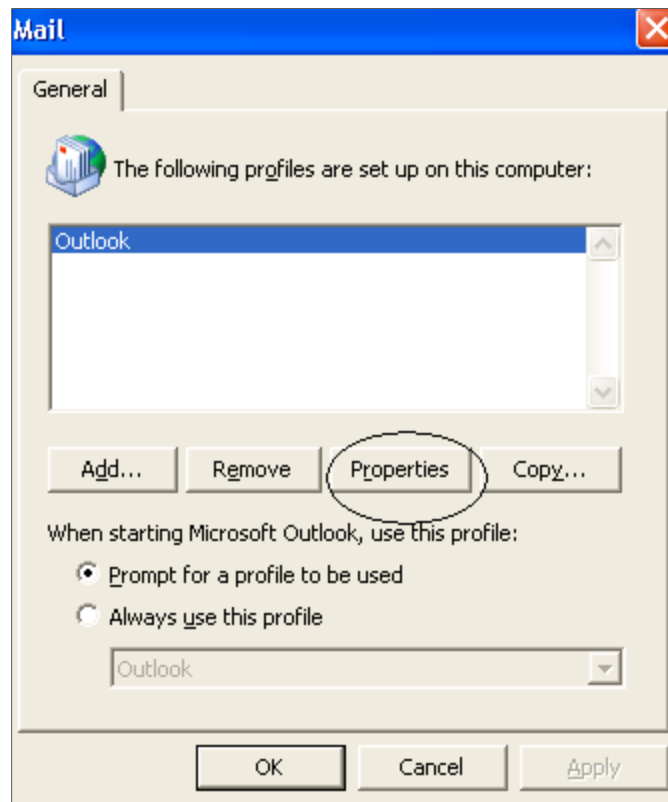 Mail
General
The following profiles are set up on this computer:
Outlook
Add... Remove Properties Copy...
When starting Microsoft Outlook, use this profile:
Prompt for a profile to be used
Always use this profile
Outlook
OK Cancel Apply